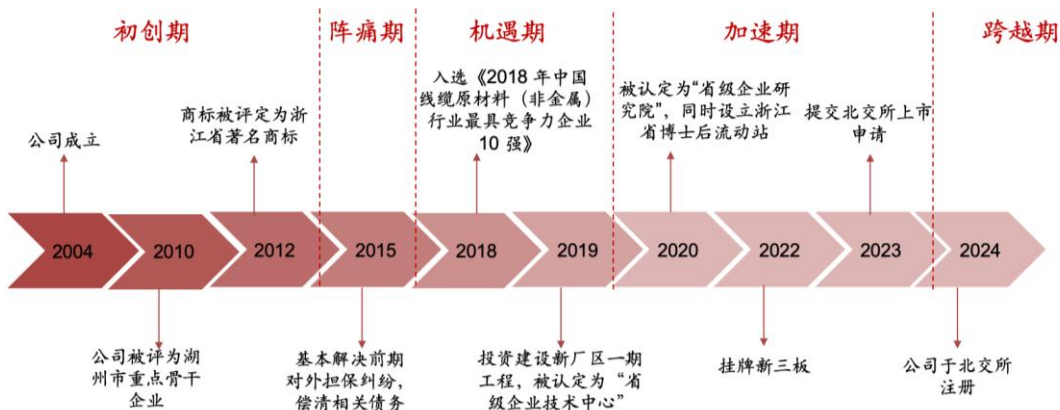 初创期
阵痛期
机遇期
加速期
跨越期
公司成立
商标被评定为浙
江省著名商标
入选《2018 年中国
线缆原材料（非金属）
行业最具竞争力企业
10 强》
被认定为“省级企业研
究院”，同时设立浙江
省博士后流动站
提交北交所上市
申请
2004
2010
2012
2015
2018
2019
2020
2022
2023
2024
公司被评为湖
州市重点骨干
企业
基本解决前期
对外担保纠纷，
偿清相关债务
投资建设新厂区一期
工程，被认定为“省
级企业技术中心”
挂牌新三板
公司于北交所
注册